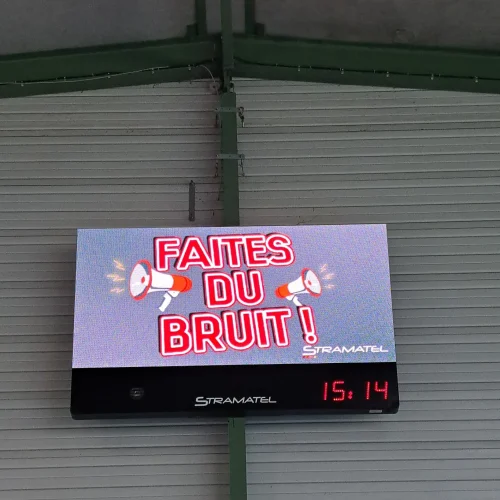 FAITES
DU
BRUIT !
STRAMATEL
STRAMATEL
15:14